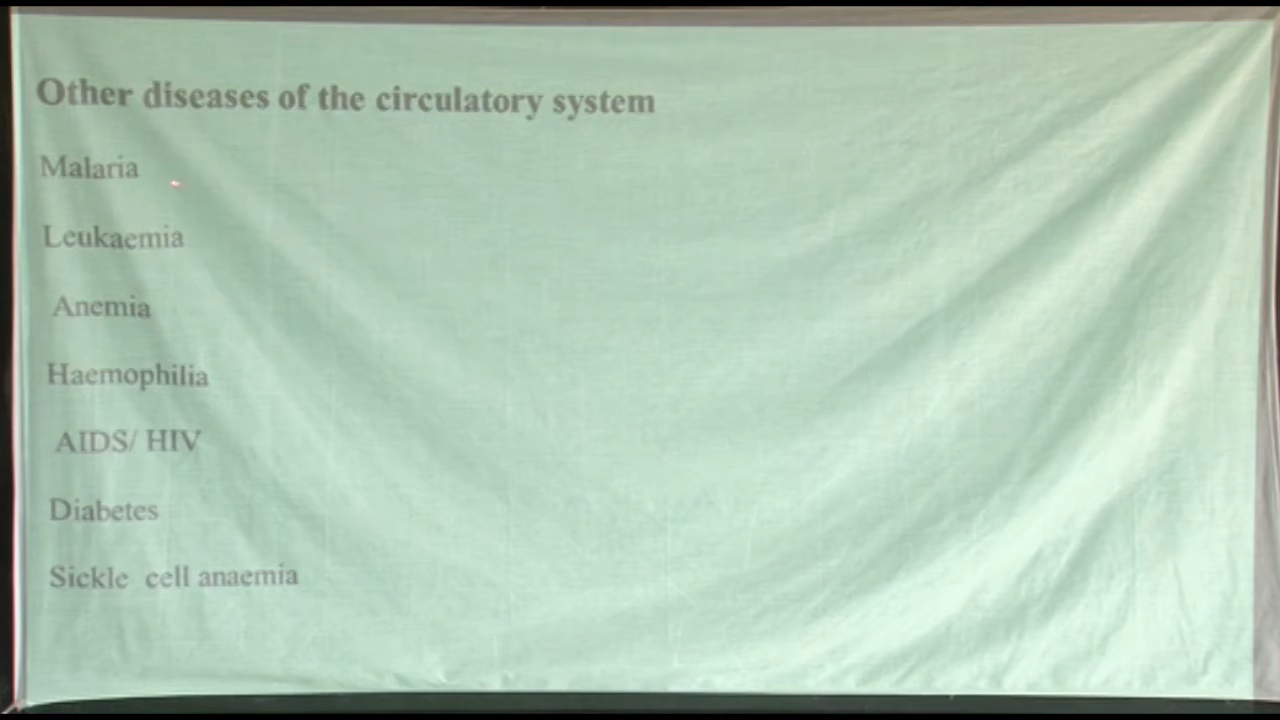 Other diseases of the circulatory system
Malaria
Leukaemia
Anemia
Haemophilia
AIDS/ HIV
Diabetes
Sickle cell anaemia